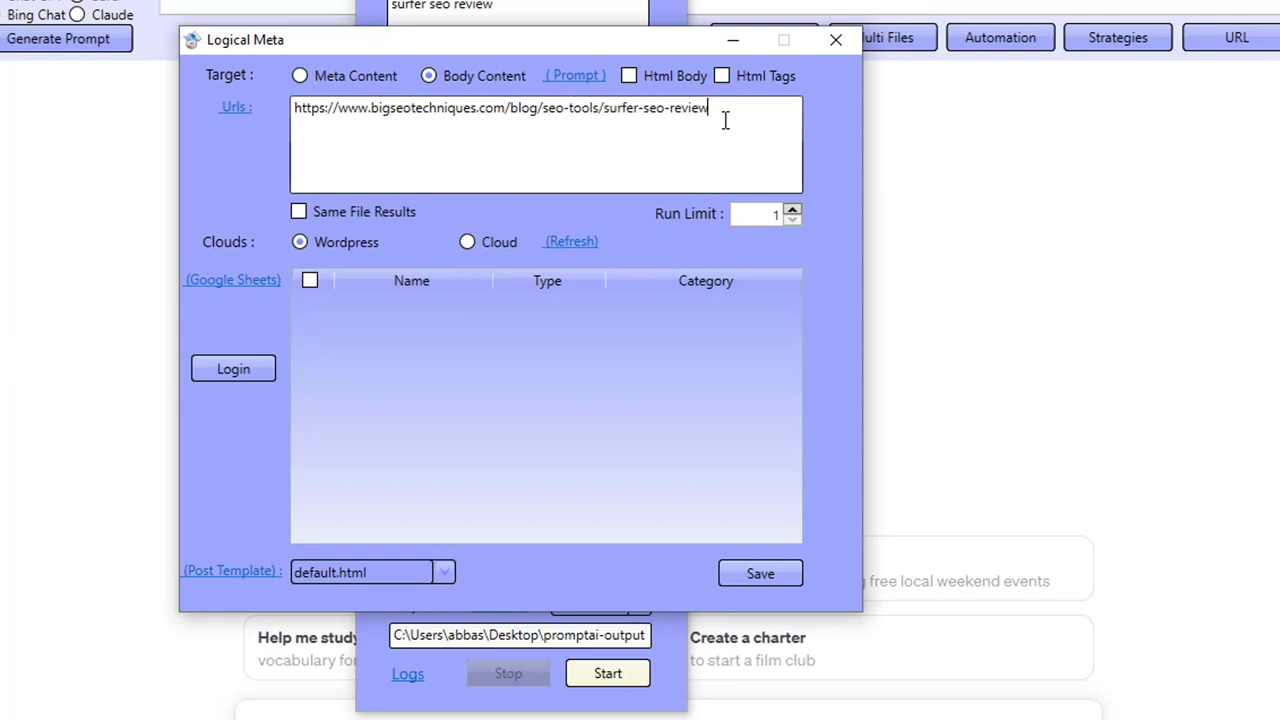 surfer seo review
Bing Chat Claude
Generate Prompt
Logical Meta
Files Automation Strategies URL
Target : Meta Content Body Content ( Prompt ) Html Body Html Tags
Urls : https://www.bigseotechniques.com/blog/seo-tools/surfer-seo-review
Same File Results Run Limit : 1
Clouds : Wordpress Cloud (Refresh)
(Google Sheets) Name Type Category
Login
(Post Template) : default.html Save
free local weekend events
C:\Users\abbas\Desktop\promptai-output
Help me study Create a charter
vocabulary for to start a film club
Logs Stop Start